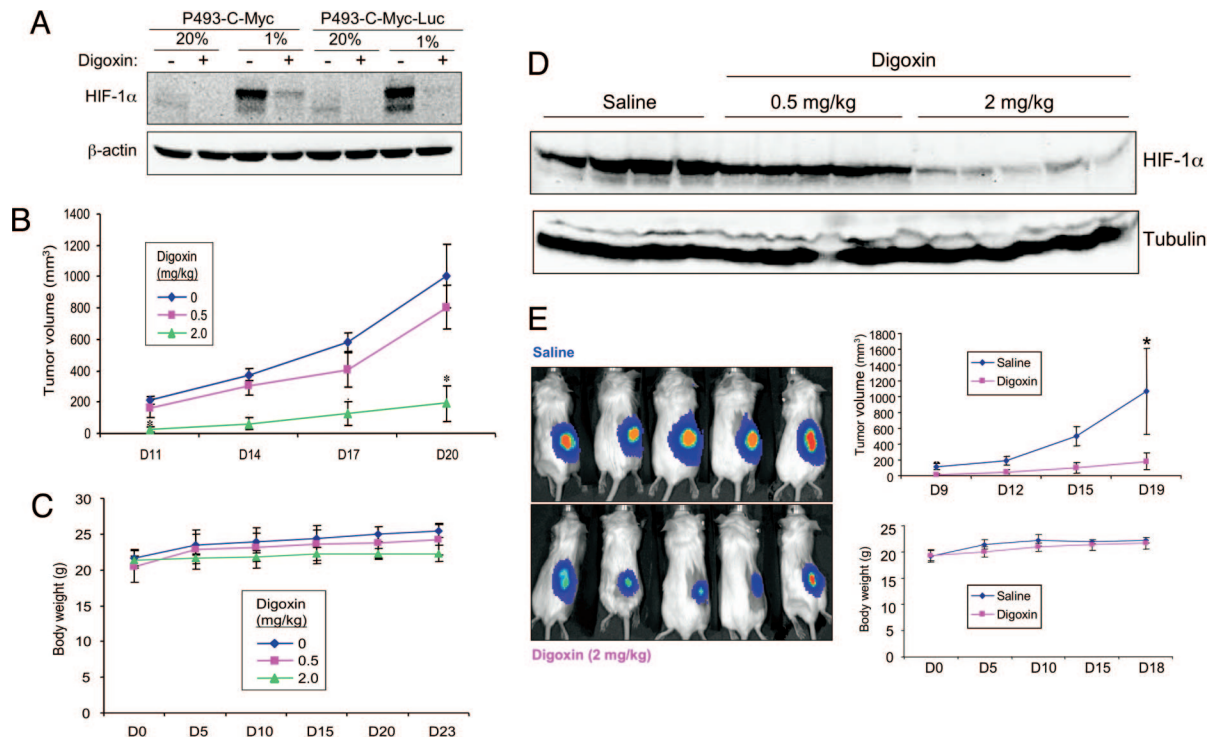 A
P493-C-Myc P493-C-Myc-Luc
20% 1% 20% 1%
Digoxin: - + - + - + - +
HIF-1α
β-actin
B
Tumor volume (mm³)
1400
1200
1000
800
600
400
200
0
Digoxin
(mg/kg)
0
0.5
2.0
*
*
D11 D14 D17 D20
C
Body weight (g)
30
25
20
15
10
5
0
Digoxin
(mg/kg)
0
0.5
2.0
D0 D5 D10 D15 D20 D23
D
Digoxin
Saline 0.5 mg/kg 2 mg/kg
HIF-1α
Tubulin
E
Saline
Digoxin (2 mg/kg)
Tumor volume (mm³)
1800
1600
1400
1200
1000
800
600
400
200
0
Saline
Digoxin
*
*
D9 D12 D15 D19
Body weight (g)
25
20
15
10
5
0
Saline
Digoxin
D0 D5 D10 D15 D18